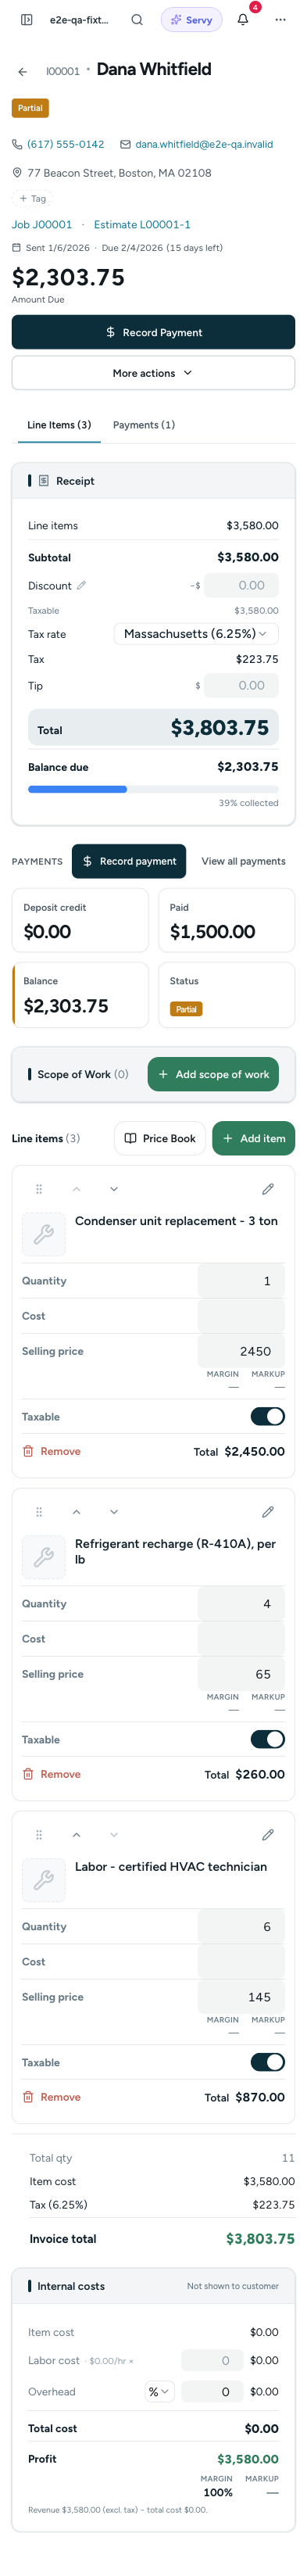 e2e-qa-fixt...
Servy
4
I00001
Dana Whitfield
Partial
(617) 555-0142
dana.whitfield@e2e-qa.invalid
77 Beacon Street, Boston, MA 02108
+ Tag
Job J00001 · Estimate L00001-1
Sent 1/6/2026 · Due 2/4/2026 (15 days left)
$2,303.75
Amount Due
$ Record Payment
More actions
Line Items (3)
Payments (1)
Receipt
Line items $3,580.00
Subtotal $3,580.00
Discount -$ 0.00
Taxable $3,580.00
Tax rate Massachusetts (6.25%)
Tax $223.75
Tip $ 0.00
Total $3,803.75
Balance due $2,303.75
39% collected
PAYMENTS
$ Record payment
View all payments
Deposit credit
$0.00
Paid
$1,500.00
Balance
$2,303.75
Status
Partial
Scope of Work (0)
+ Add scope of work
Line items (3)
Price Book
+ Add item
Condenser unit replacement - 3 ton
Quantity 1
Cost
Selling price 2450
MARGIN MARKUP
— —
Taxable
Remove
Total $2,450.00
Refrigerant recharge (R-410A), per
lb
Quantity 4
Cost
Selling price 65
MARGIN MARKUP
— —
Taxable
Remove
Total $260.00
Labor - certified HVAC technician
Quantity 6
Cost
Selling price 145
MARGIN MARKUP
— —
Taxable
Remove
Total $870.00
Total qty 11
Item cost $3,580.00
Tax (6.25%) $223.75
Invoice total $3,803.75
Internal costs
Not shown to customer
Item cost $0.00
Labor cost · $0.00/hr × 0 $0.00
Overhead % 0 $0.00
Total cost $0.00
Profit $3,580.00
MARGIN MARKUP
100% —
Revenue $3,580.00 (excl. tax) − total cost $0.00.